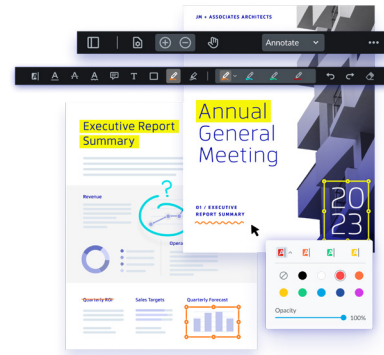 JM + ASSOCIATES ARCHITECTS
Annotate
A
A
A
A
T
Annual
General
Meeting
01 / EXECUTIVE
REPORT SUMMARY
20
23
Executive Report
Summary
?
Revenue
Opera
Quarterly ROI
Sales Targets
Quarterly Forecast
Opacity
100%